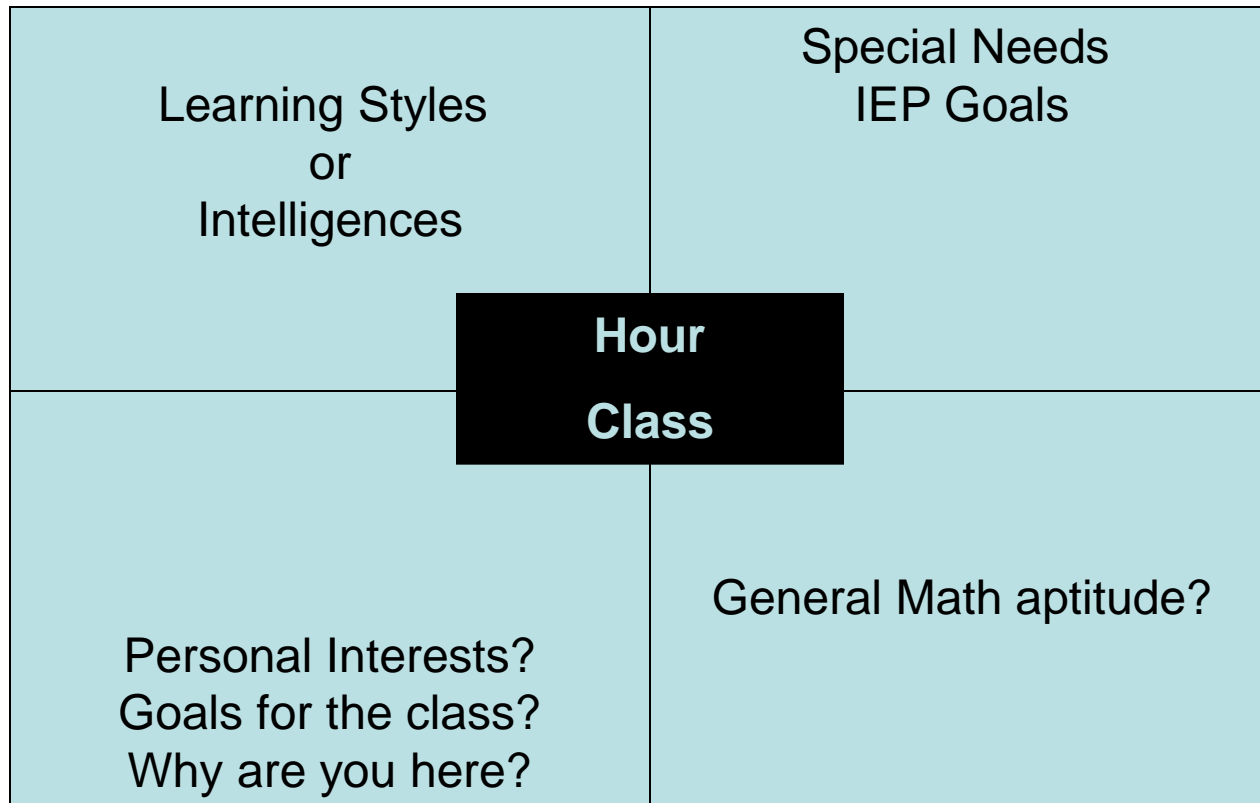 Learning Styles
or
Intelligences
Special Needs
IEP Goals
Hour
Class
Personal Interests?
Goals for the class?
Why are you here?
General Math aptitude?